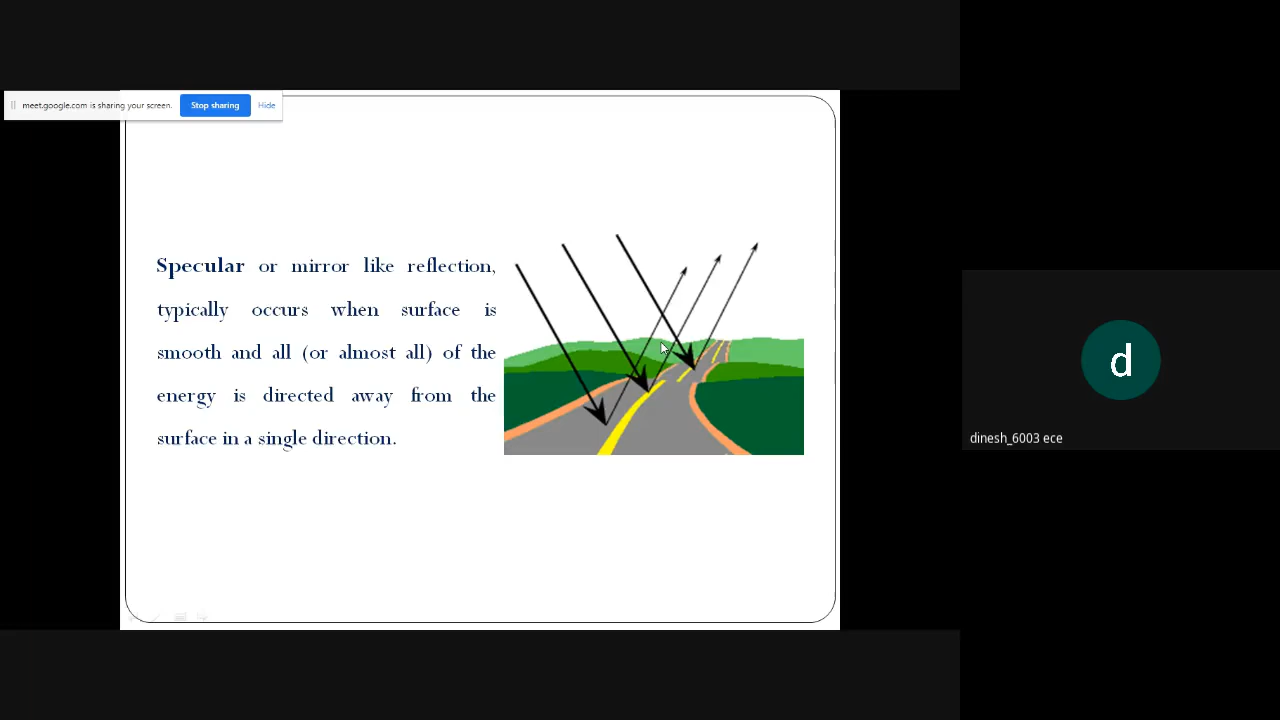 meet.google.com is sharing your screen. Stop sharing Hide
Specular or mirror like reflection,
typically occurs when surface is
smooth and all (or almost all) of the
energy is directed away from the
surface in a single direction.
d
dinesh_6003 ece